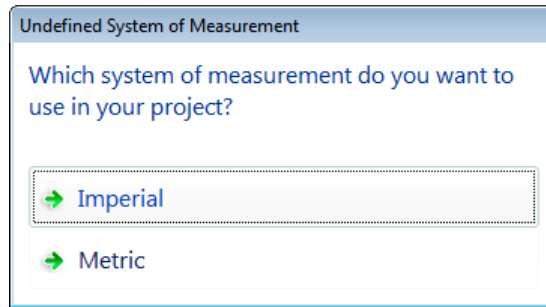 Undefined System of Measurement
Which system of measurement do you want to
use in your project?
Imperial
Metric